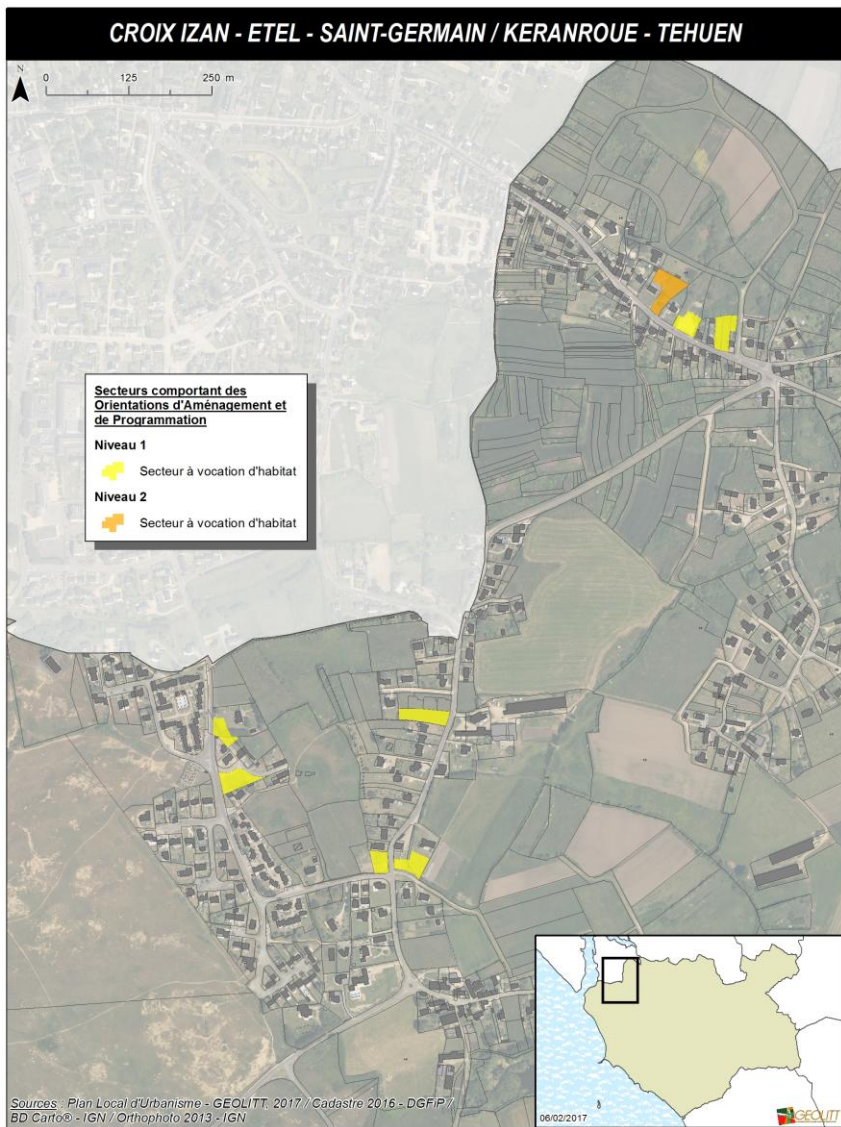 CROIX IZAN - ETEL - SAINT-GERMAIN / KERANROUE - TEHUEN
N
0 125 250 m
Secteurs comportant des
Orientations d'Aménagement et
de Programmation
Niveau 1
Secteur à vocation d'habitat
Niveau 2
Secteur à vocation d'habitat
Sources : Plan Local d'Urbanisme - GEOLITT, 2017 / Cadastre 2016 - DGFiP /
BD Carto® - IGN / Orthophoto 2013 - IGN
06/02/2017
GEOLITT